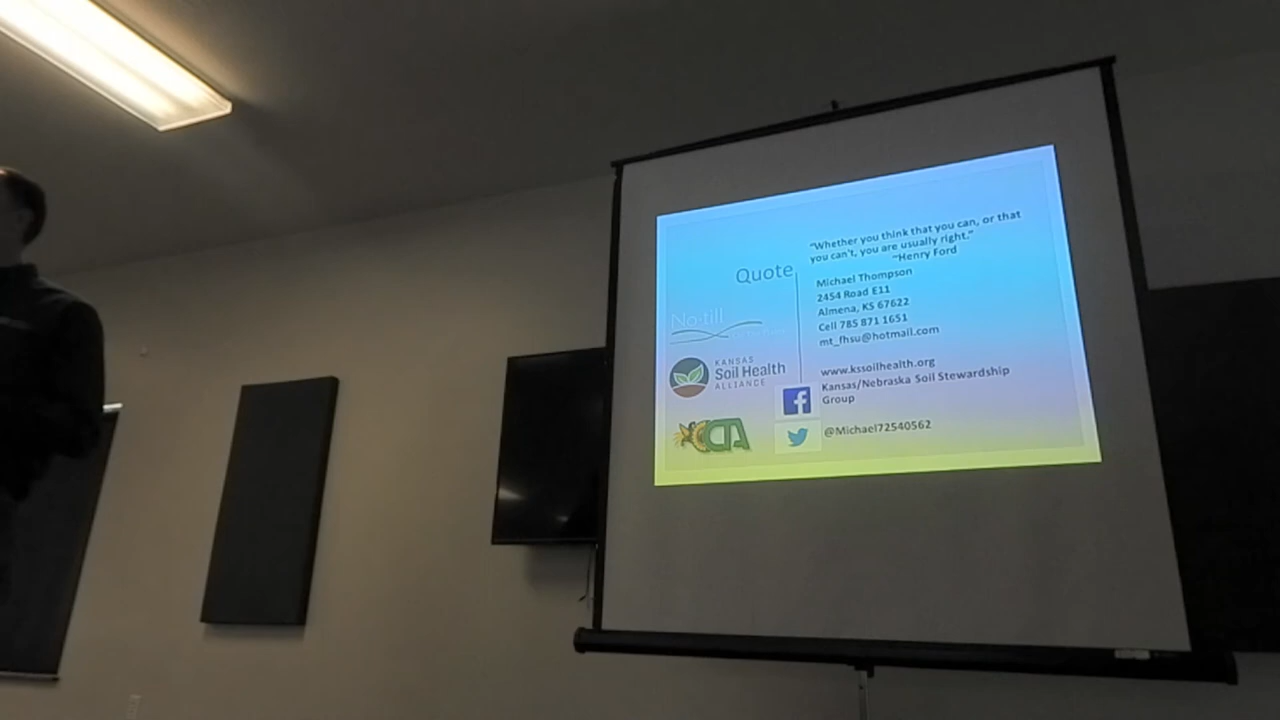 "Whether you think that you can, or that
you can't, you are usually right."
"Henry Ford
Quote
Michael Thompson
2454 Road E11
Almena, KS 67622
Cell 785 871 1651
mt_fhsu@hotmail.com
www.kssoilhealth.org
Kansas/Nebraska Soil Stewardship
Group
@Michael72540562
No-till
KANSAS
Soil Health
ALLIANCE
CTA